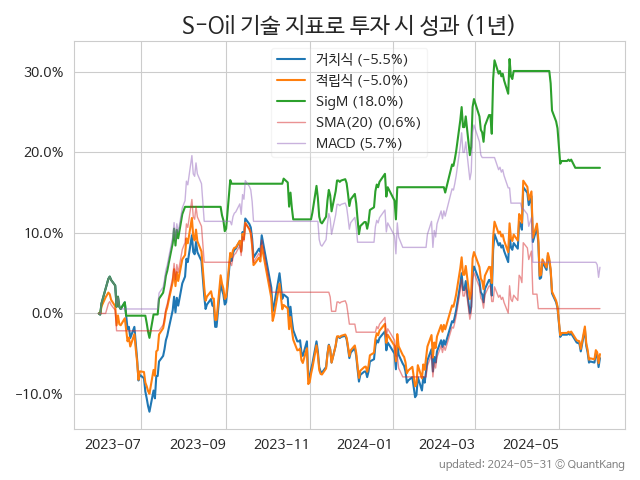 S-Oil 기술 지표로 투자 시 성과 (1년)
거치식 (-5.5%)
적립식 (-5.0%)
SigM (18.0%)
SMA(20) (0.6%)
MACD (5.7%)
30.0%
20.0%
10.0%
0.0%
-10.0%
2023-07 2023-09 2023-11 2024-01 2024-03 2024-05
updated: 2024-05-31 © QuantKang